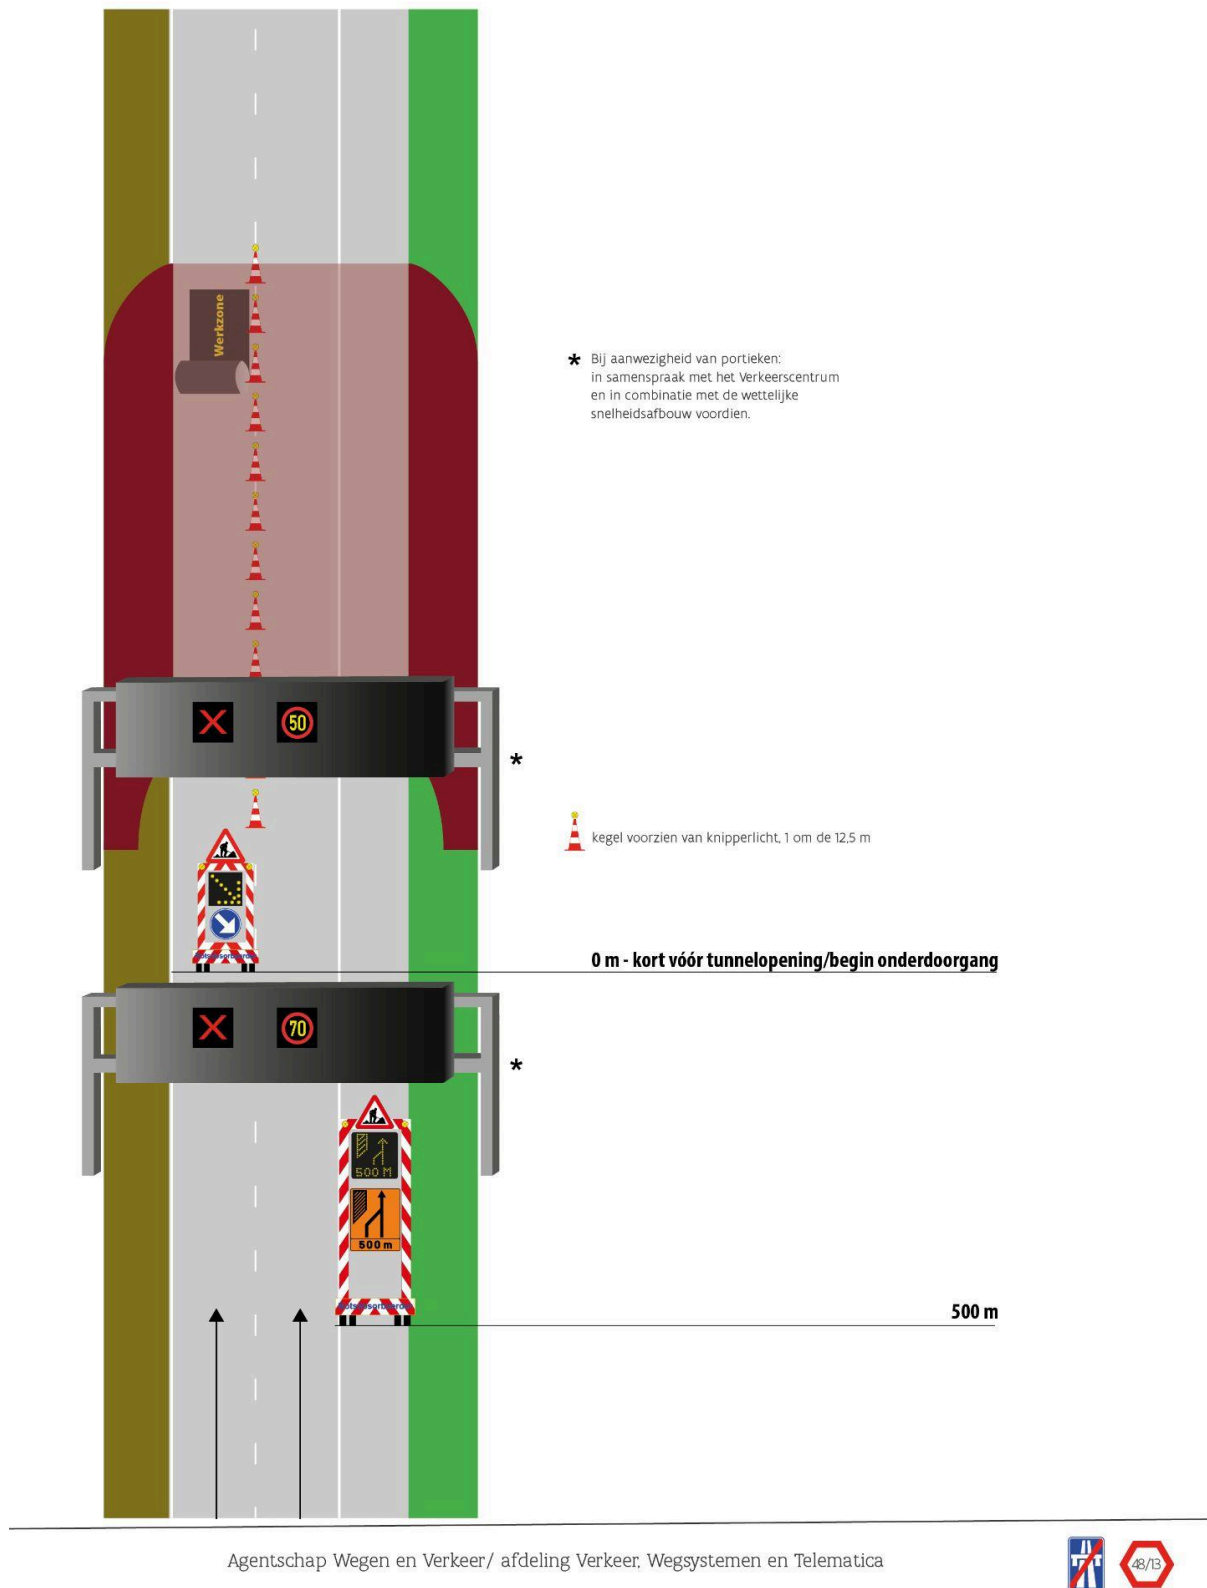 Werkzone
* Bij aanwezigheid van portieken:
in samenspraak met het Verkeerscentrum
en in combinatie met de wettelijke
snelheidsafbouw voordien.
50
*
kegel voorzien van knipperlicht, 1 om de 12,5 m
0 m - kort vóór tunnelopening/begin onderdoorgang
70
*
500 M
500 m
500 m
Agentschap Wegen en Verkeer/ afdeling Verkeer, Wegsystemen en Telematica
48/13